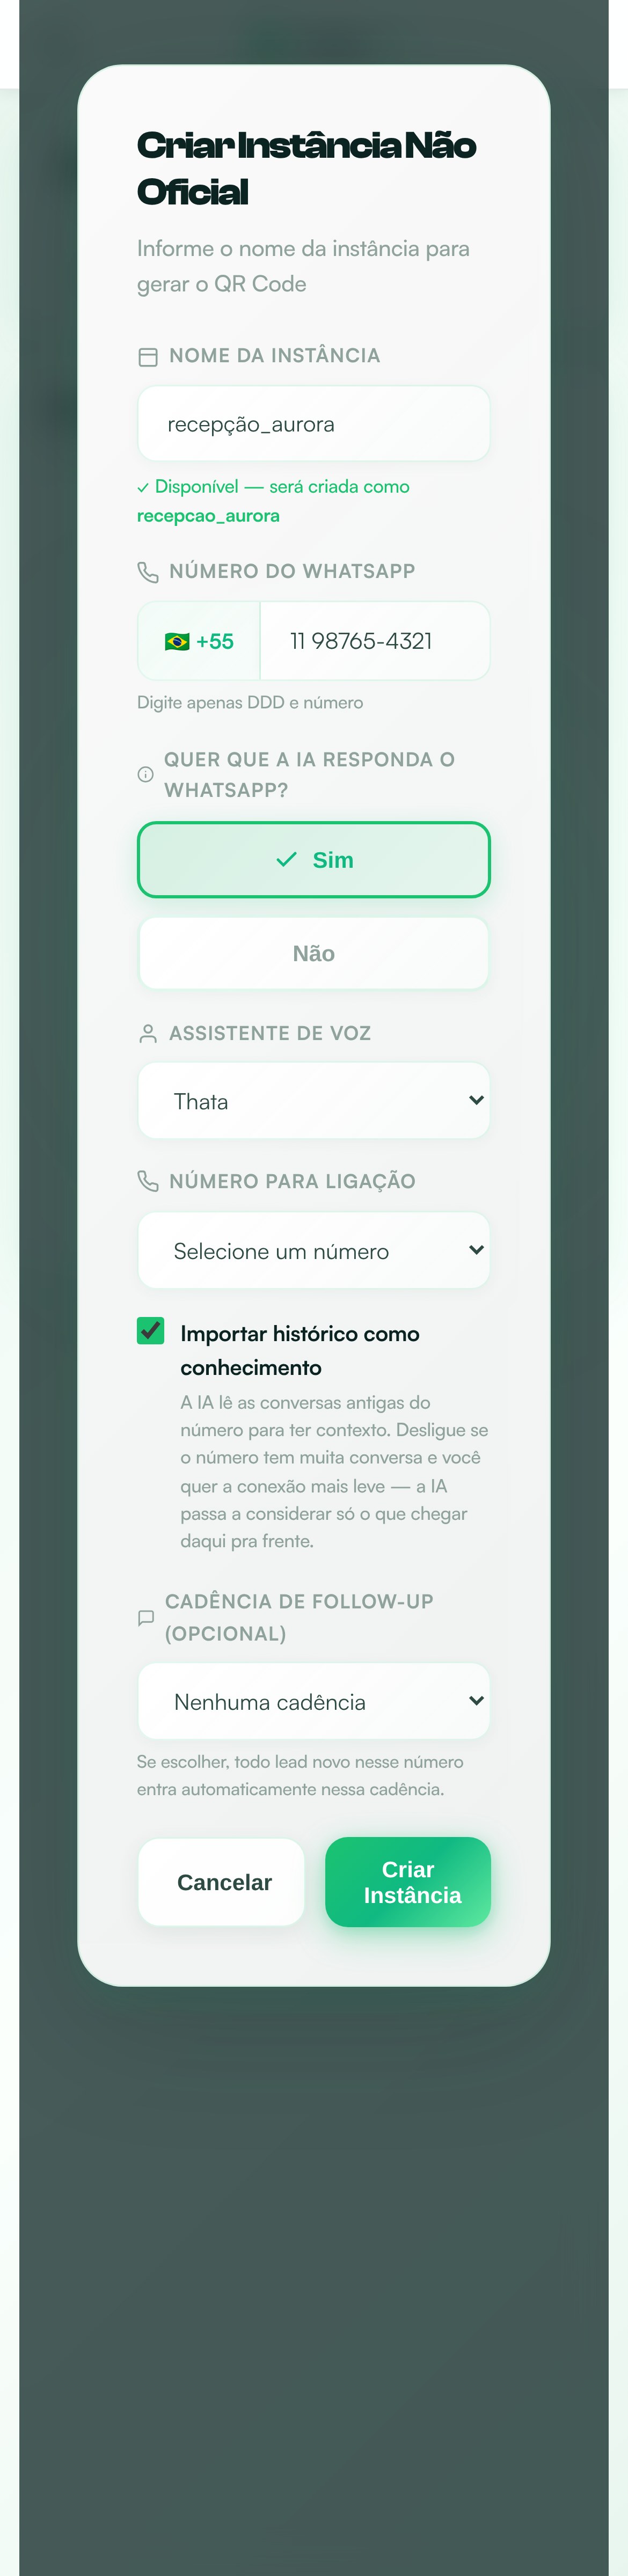 Criar Instância Não
Oficial
Informe o nome da instância para
gerar o QR Code
NOME DA INSTÂNCIA
recepção_aurora
✓ Disponível — será criada como
recepcao_aurora
NÚMERO DO WHATSAPP
🇧🇷 +55 11 98765-4321
Digite apenas DDD e número
QUER QUE A IA RESPONDA O
WHATSAPP?
Sim
Não
ASSISTENTE DE VOZ
Thata
NÚMERO PARA LIGAÇÃO
Selecione um número
Importar histórico como
conhecimento
A IA lê as conversas antigas do
número para ter contexto. Desligue se
o número tem muita conversa e você
quer a conexão mais leve — a IA
passa a considerar só o que chegar
daqui pra frente.
CADÊNCIA DE FOLLOW-UP
(OPCIONAL)
Nenhuma cadência
Se escolher, todo lead novo nesse número
entra automaticamente nessa cadência.
Cancelar
Criar
Instância